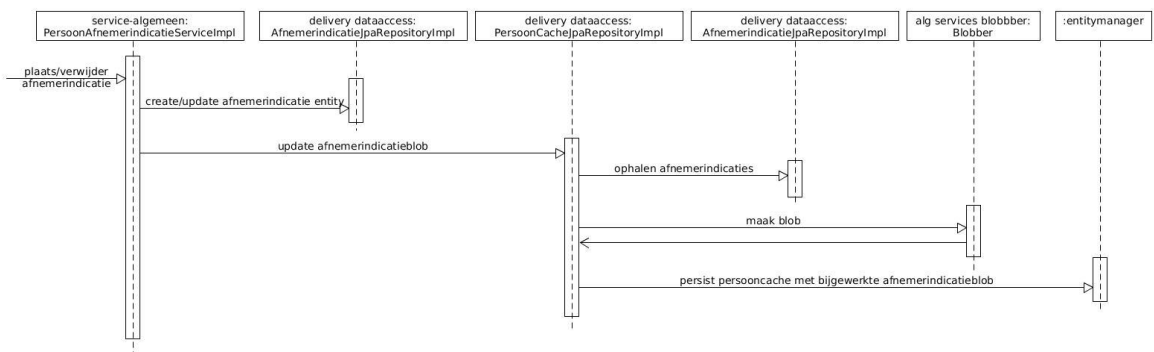 service-algemeen:
PersoonAfnemerindicatieServiceImpl
delivery dataaccess:
AfnemerindicatieJpaRepositoryImpl
delivery dataaccess:
PersoonCacheJpaRepositoryImpl
delivery dataaccess:
AfnemerindicatieJpaRepositoryImpl
alg services blobbber:
Blobber
:entitymanager
plaats/verwijder
afnemerindicatie
create/update afnemerindicatie entity
update afnemerindicatieblob
ophalen afnemerindicaties
maak blob
persist persooncache met bijgewerkte afnemerindicatieblob